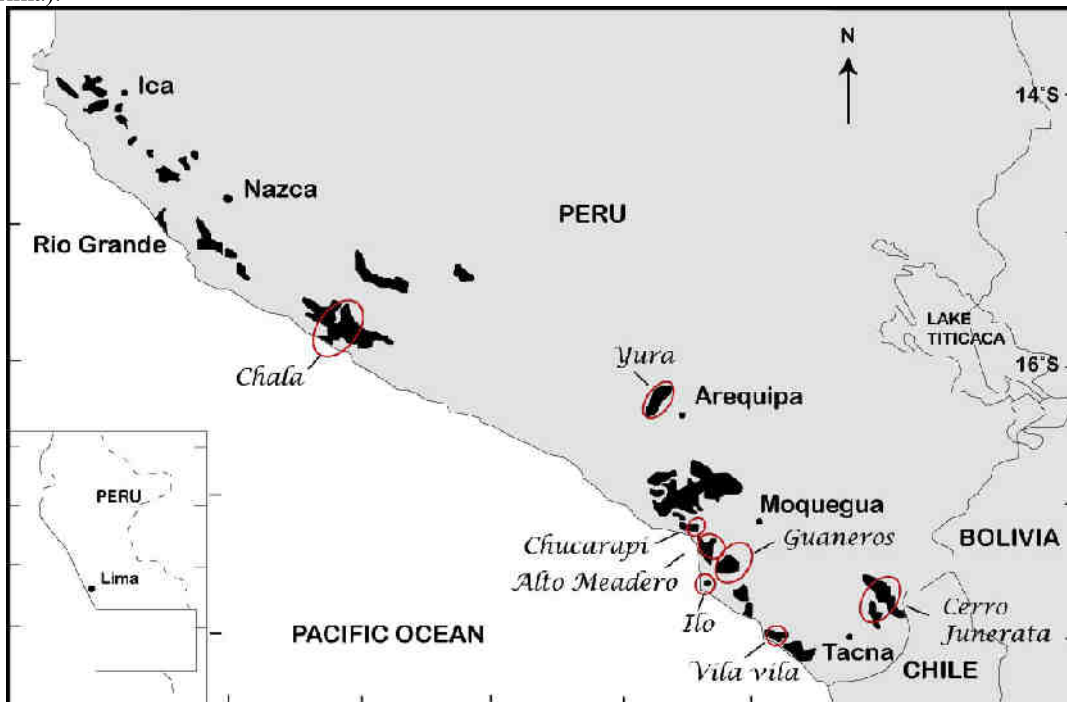 N
14°S
Ica
Nazca
PERU
Rio Grande
LAKE
TITICACA
Chala
Yura
16°S
Arequipa
PERU
Moquegua
Chucarapi
Guaneros
BOLIVIA
Alto Meadero
Lima
Ilo
Cerro
Junerata
PACIFIC OCEAN
Vila vila
Tacna
CHILE